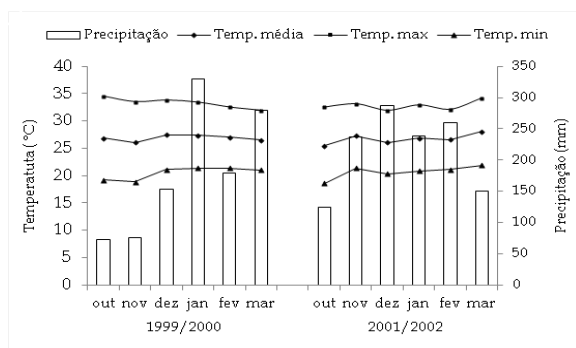 Precipitação Temp. média Temp. max Temp. min
40 350
35 300
30 250
25 200
20 150
15 100
10 50
5 0
0
Temperatuta (°C)
Precipitação (mm)
out nov dez jan fev mar out nov dez jan fev mar
1999/2000 2001/2002